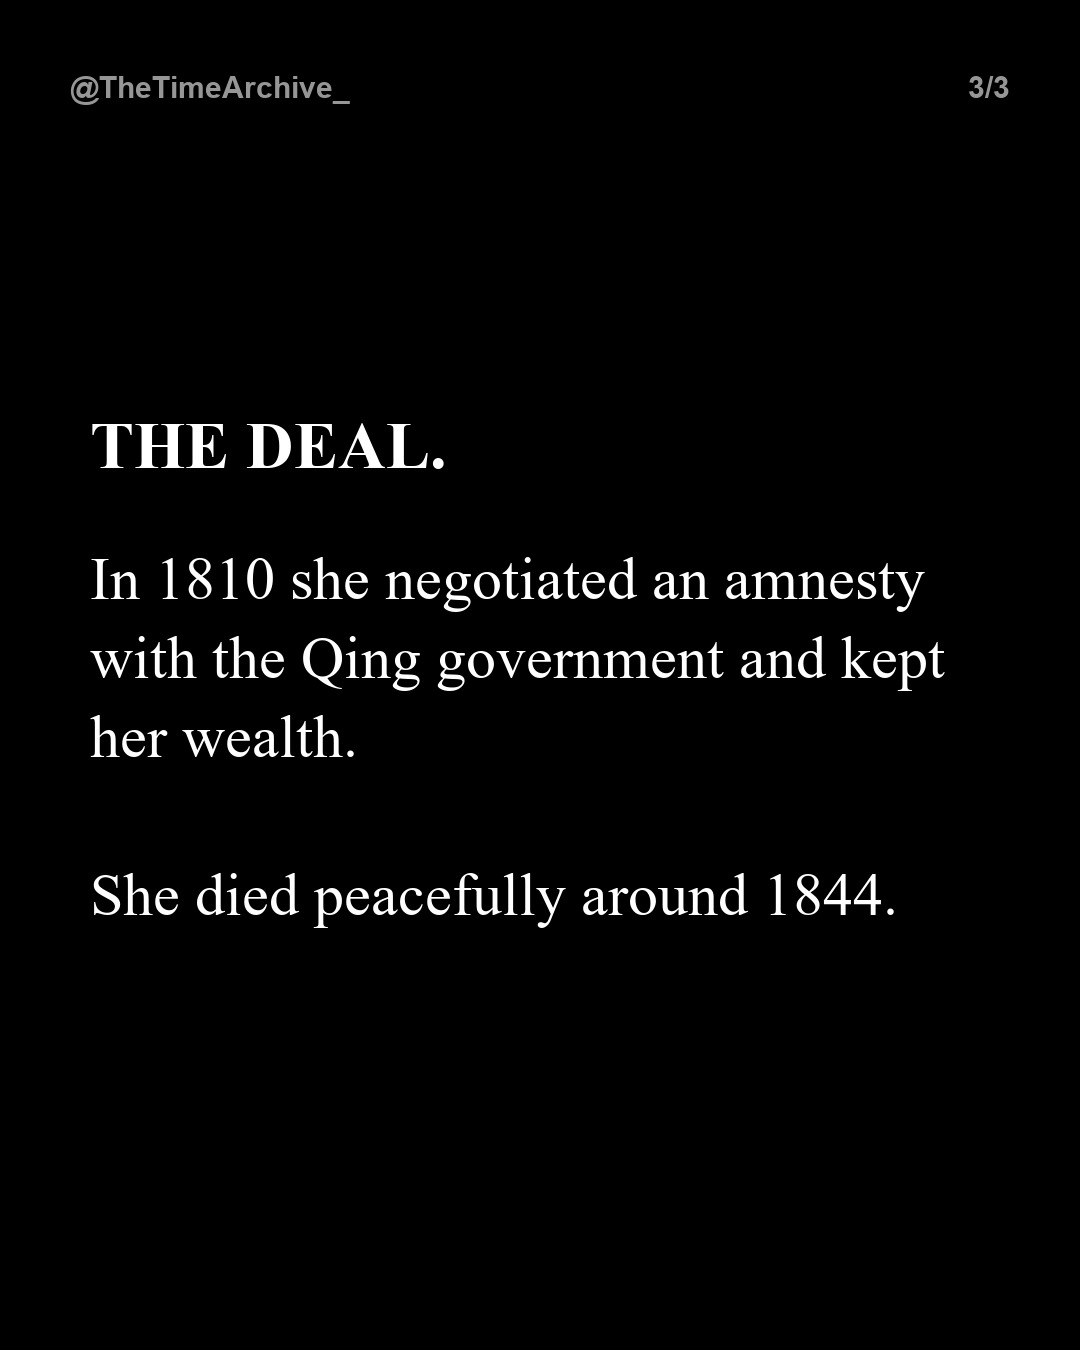 @TheTimeArchive_
3/3
THE DEAL.
In 1810 she negotiated an amnesty
with the Qing government and kept
her wealth.
She died peacefully around 1844.